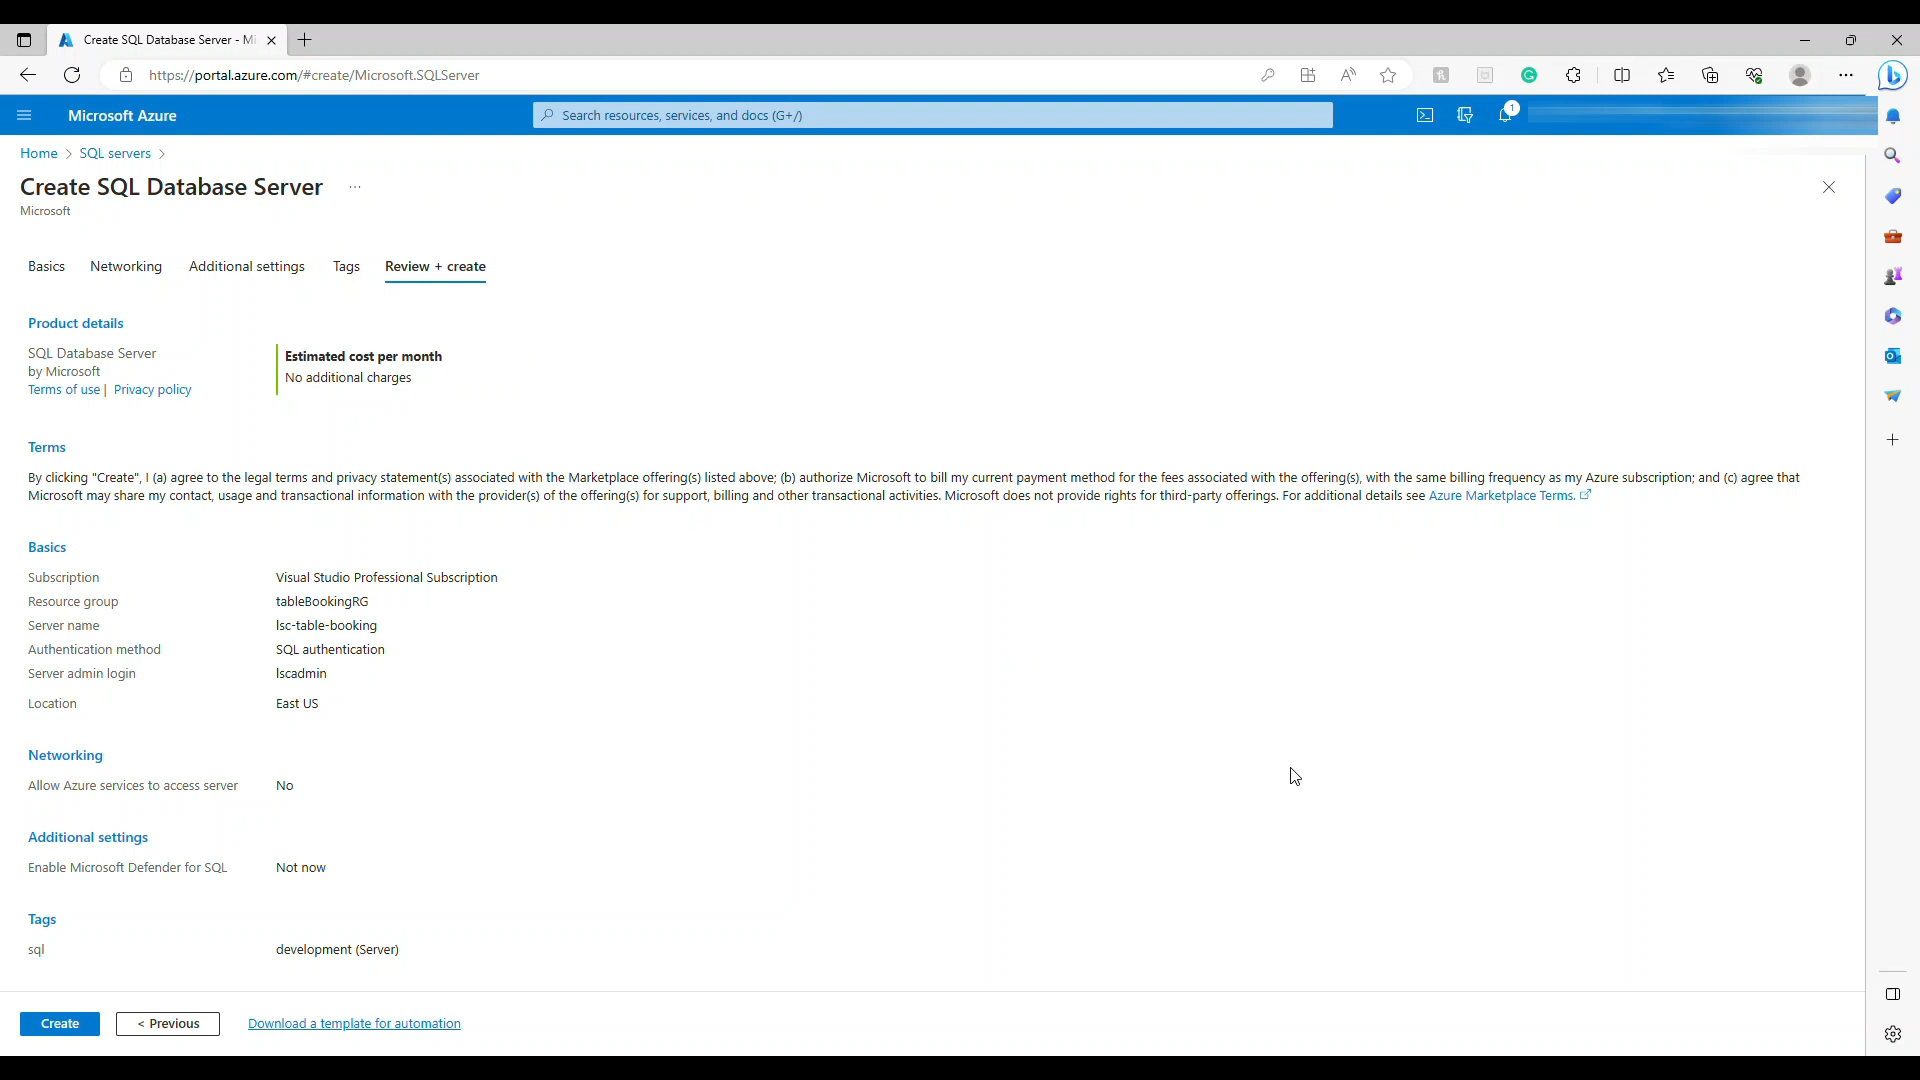 Create SQL Database Server - Mi
https://portal.azure.com/#create/Microsoft.SQLServer
Microsoft Azure
Search resources, services, and docs (G+/)
1
Home > SQL servers >
Create SQL Database Server ...
Microsoft
Basics Networking Additional settings Tags Review + create
Product details
SQL Database Server
by Microsoft
Terms of use | Privacy policy
Estimated cost per month
No additional charges
Terms
By clicking "Create", I (a) agree to the legal terms and privacy statement(s) associated with the Marketplace offering(s) listed above; (b) authorize Microsoft to bill my current payment method for the fees associated with the offering(s), with the same billing frequency as my Azure subscription; and (c) agree that
Microsoft may share my contact, usage and transactional information with the provider(s) of the offering(s) for support, billing and other transactional activities. Microsoft does not provide rights for third-party offerings. For additional details see Azure Marketplace Terms.
Basics
Subscription Visual Studio Professional Subscription
Resource group tableBookingRG
Server name lsc-table-booking
Authentication method SQL authentication
Server admin login lscadmin
Location East US
Networking
Allow Azure services to access server No
Additional settings
Enable Microsoft Defender for SQL Not now
Tags
sql development (Server)
Create < Previous Download a template for automation